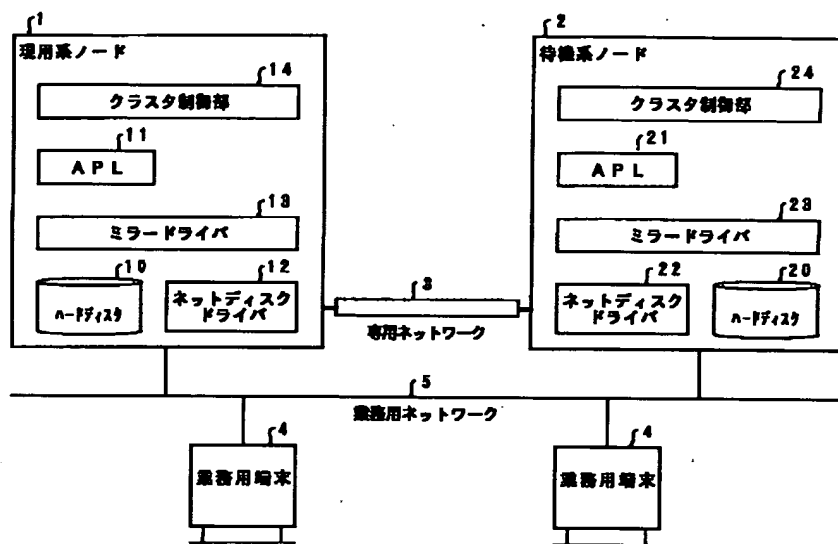 1
現用系ノード
14
クラスタ制御部
11
APL
13
ミラードライバ
10
ハードディスク
12
ネットディスク
ドライバ
2
待機系ノード
24
クラスタ制御部
21
APL
23
ミラードライバ
22
ネットディスク
ドライバ
20
ハードディスク
3
専用ネットワーク
5
業務用ネットワーク
4
業務用端末
4
業務用端末